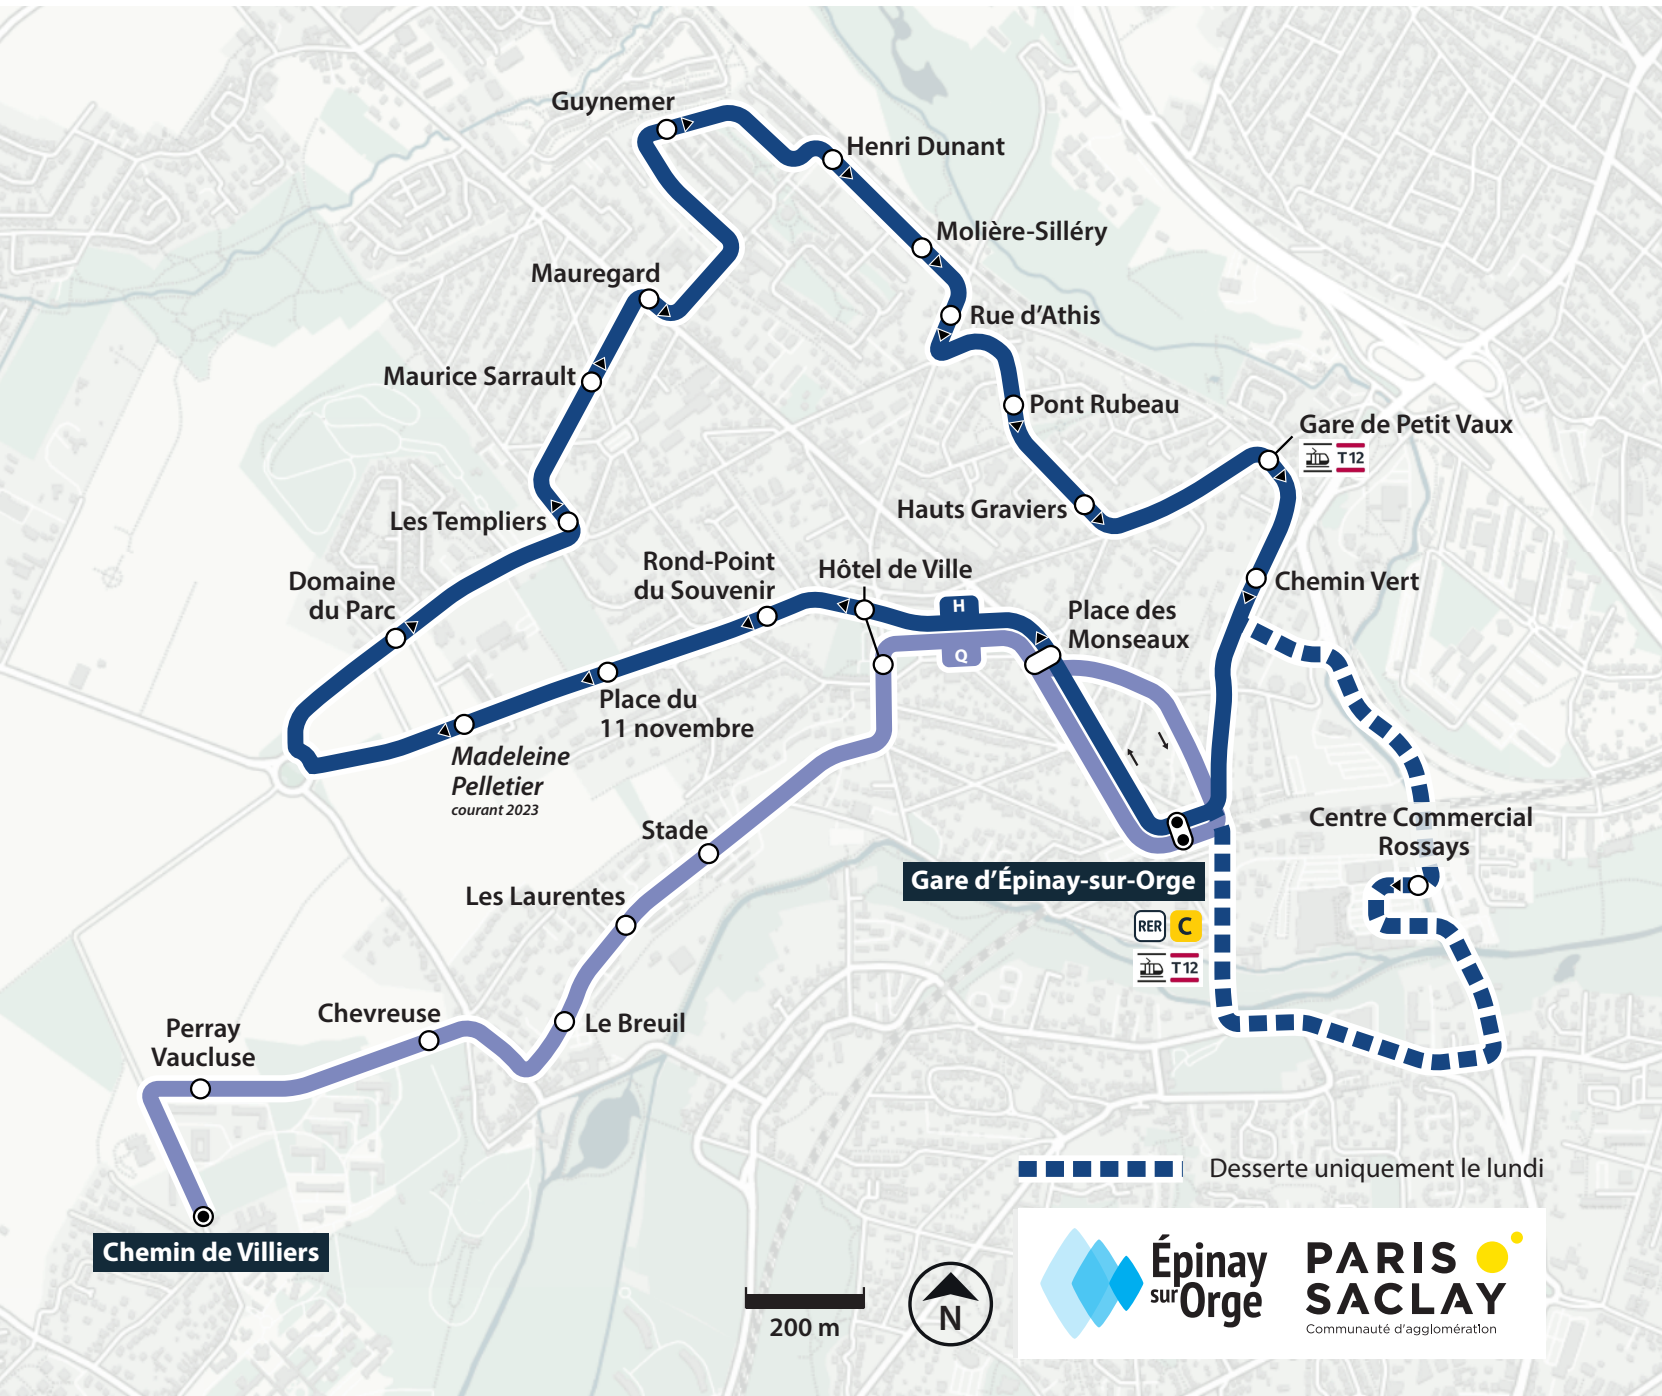 Guynemer
Henri Dunant
Molière-Silléry
Mauregard
Rue d'Athis
Maurice Sarrault
Pont Rubeau
Gare de Petit Vaux
T12
Hauts Graviers
Les Templiers
Rond-Point
du Souvenir
Hôtel de Ville
Domaine
du Parc
Chemin Vert
H
Place des
Monseaux
Q
Place du
11 novembre
Madeleine
Pelletier
courant 2023
Stade
Centre Commercial
Rossays
Gare d'Épinay-sur-Orge
Les Laurentes
RER C
T12
Chevreuse
Le Breuil
Perray
Vaucluse
Desserte uniquement le lundi
Chemin de Villiers
200 m
N
Épinay
sur Orge
PARIS
SACLAY
Communauté d'agglomération